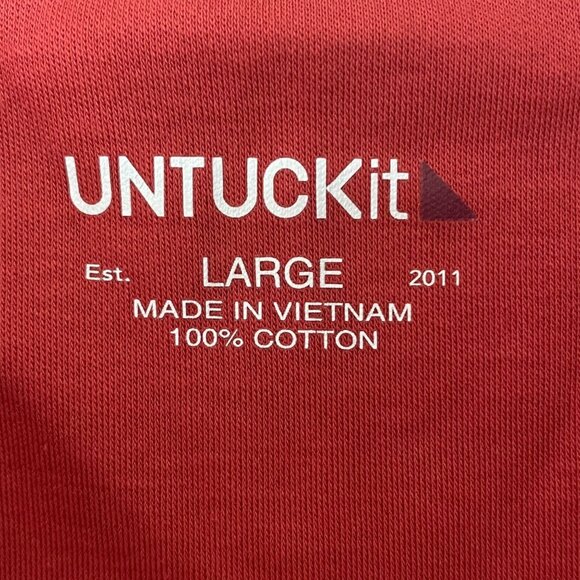 UNTUCKit
Est. LARGE 2011
MADE IN VIETNAM
100% COTTON